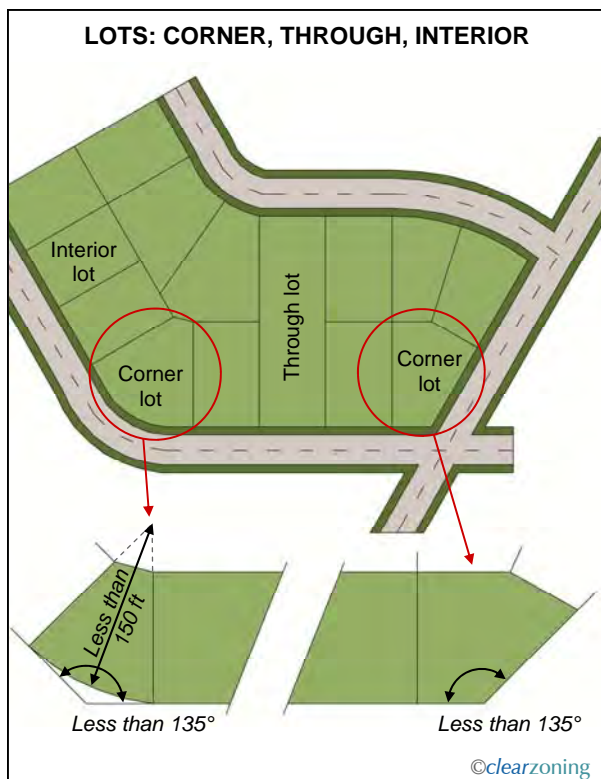 LOTS: CORNER, THROUGH, INTERIOR
Interior
lot
Through lot
Corner
lot
Corner
lot
Less than
150 ft
Less than 135°
Less than 135°
©clearzoning